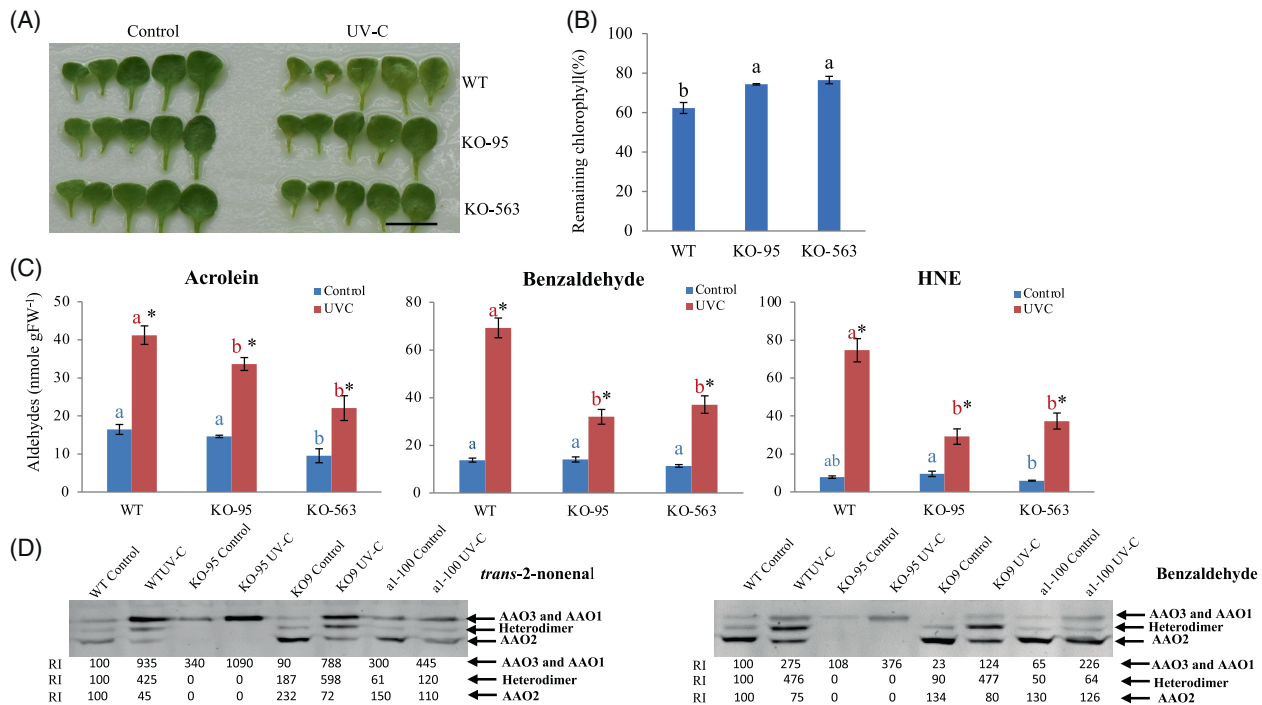 (A)
Control UV-C
WT
KO-95
KO-563
(B)
Remaining chlorophyll(%)
100
80
60
40
20
0
b a a
WT KO-95 KO-563
(C)
Acrolein
Control
UVC
Aldehydes (nmole gFW-1)
50
40
30
20
10
0
a a* a b* b b*
WT KO-95 KO-563
Benzaldehyde
Control
UVC
80
60
40
20
0
a a* a b* a b*
WT KO-95 KO-563
HNE
Control
UVC
100
80
60
40
20
0
ab a* a b* b b*
WT KO-95 KO-563
(D)
WT Control WTUV-C KO-95 Control KO-95 UV-C KO9 Control KO9 UV-C a1-100 Control a1-100 UV-C
trans-2-nonenal
AAO3 and AAO1
Heterodimer
AAO2
RI 100 935 340 1090 90 788 300 445 AAO3 and AAO1
RI 100 425 0 0 187 598 61 120 Heterodimer
RI 100 45 0 0 232 72 150 110 AAO2
WT Control WTUV-C KO-95 Control KO-95 UV-C KO9 Control KO9 UV-C a1-100 Control a1-100 UV-C
Benzaldehyde
AAO3 and AAO1
Heterodimer
AAO2
RI 100 275 108 376 23 124 65 226 AAO3 and AAO1
RI 100 476 0 0 90 477 50 64 Heterodimer
RI 100 75 0 0 134 80 130 126 AAO2